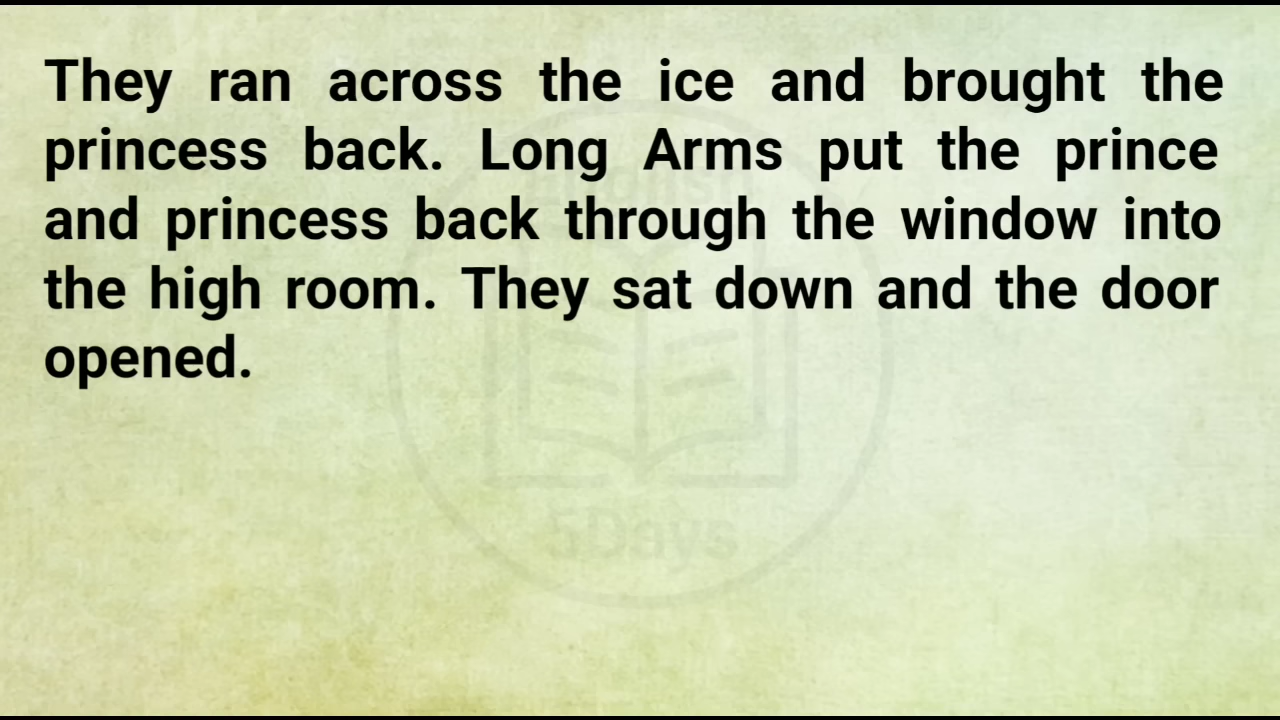 They ran across the ice and brought the
princess back. Long Arms put the prince
and princess back through the window into
the high room. They sat down and the door
opened.
5Days